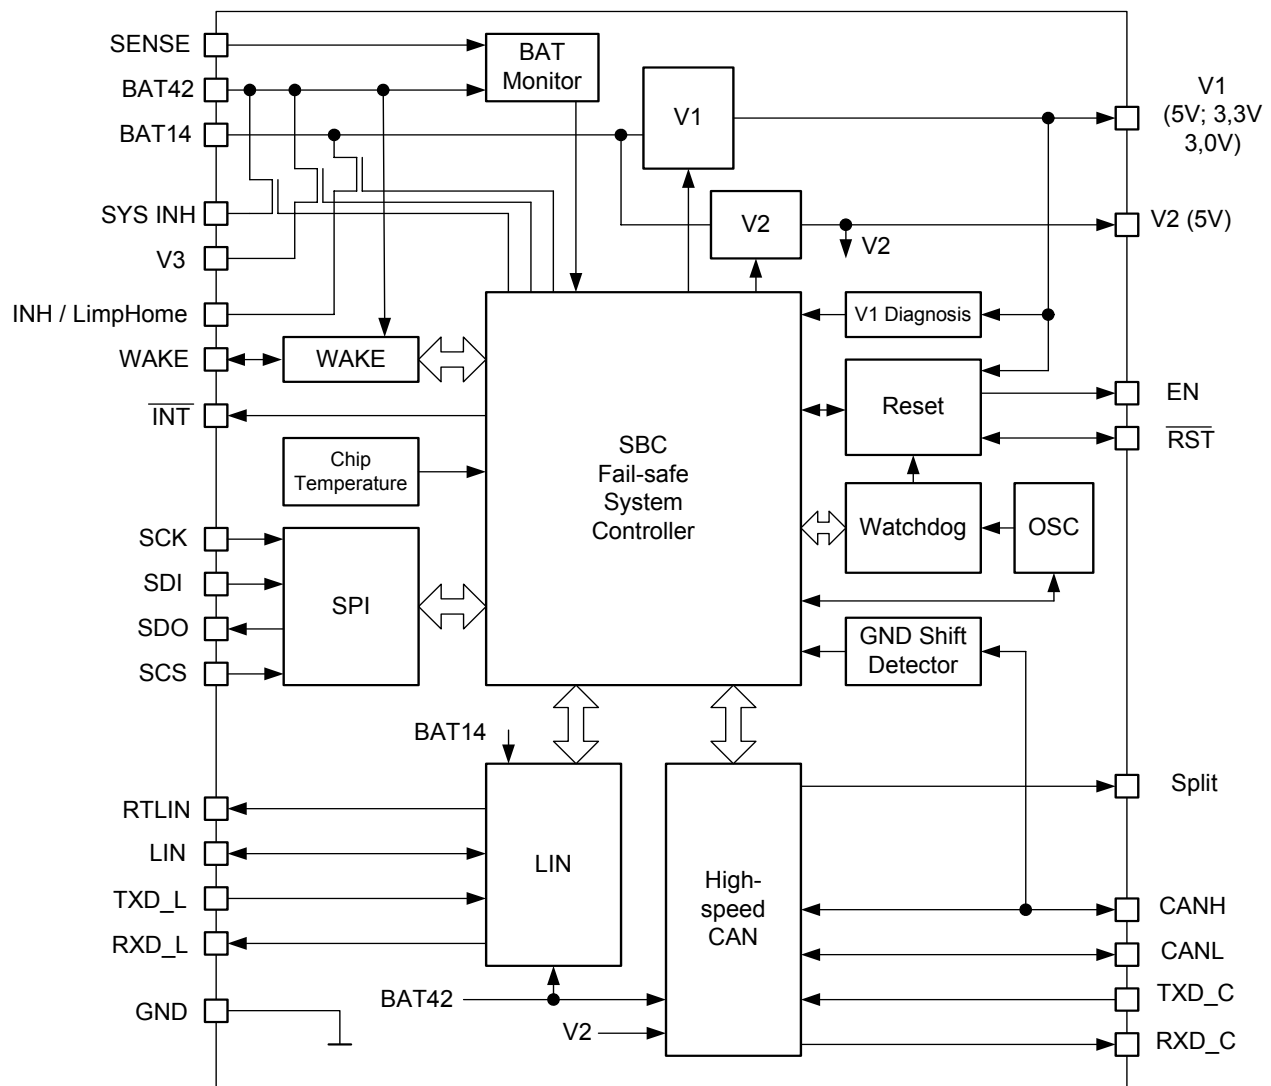 SENSE
BAT42
BAT14
SYS INH
V3
INH / LimpHome
WAKE
INT
SCK
SDI
SDO
SCS
RTLIN
LIN
TXD_L
RXD_L
GND
BAT
Monitor
V1
V2
V2
WAKE
Chip
Temperature
SPI
SBC
Fail-safe
System
Controller
V1 Diagnosis
Reset
Watchdog
OSC
GND Shift
Detector
BAT14
LIN
High-
speed
CAN
BAT42
V2
V1
(5V; 3,3V
3,0V)
V2 (5V)
EN
RST
Split
CANH
CANL
TXD_C
RXD_C